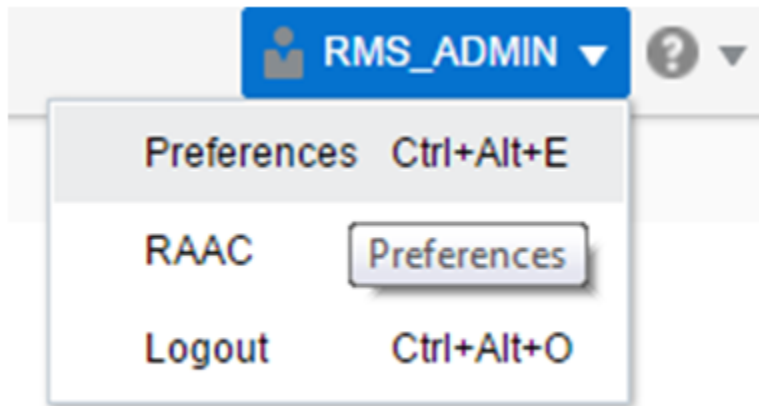 RMS_ADMIN ?
Preferences Ctrl+Alt+E
RAAC
Preferences
Logout Ctrl+Alt+O